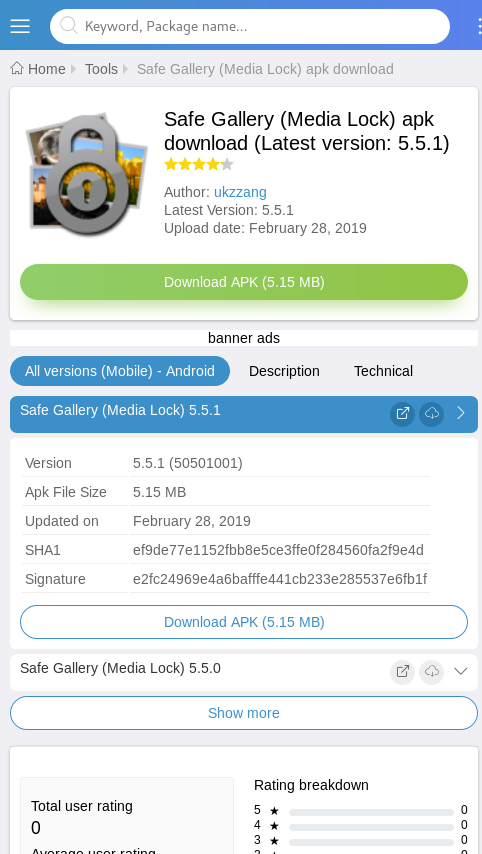 Keyword, Package name...
Home Tools Safe Gallery (Media Lock) apk download
Safe Gallery (Media Lock) apk
download (Latest version: 5.5.1)
Author: ukzzang
Latest Version: 5.5.1
Upload date: February 28, 2019
Download APK (5.15 MB)
banner ads
All versions (Mobile) - Android Description Technical
Safe Gallery (Media Lock) 5.5.1
Version 5.5.1 (50501001)
Apk File Size 5.15 MB
Updated on February 28, 2019
SHA1 ef9de77e1152fbb8e5ce3ffe0f284560fa2f9e4d
Signature e2fc24969e4a6bafffe441cb233e285537e6fb1f
Download APK (5.15 MB)
Safe Gallery (Media Lock) 5.5.0
Show more
Rating breakdown
Total user rating
0
Average user rating
5 ★ 0
4 ★ 0
3 ★ 0